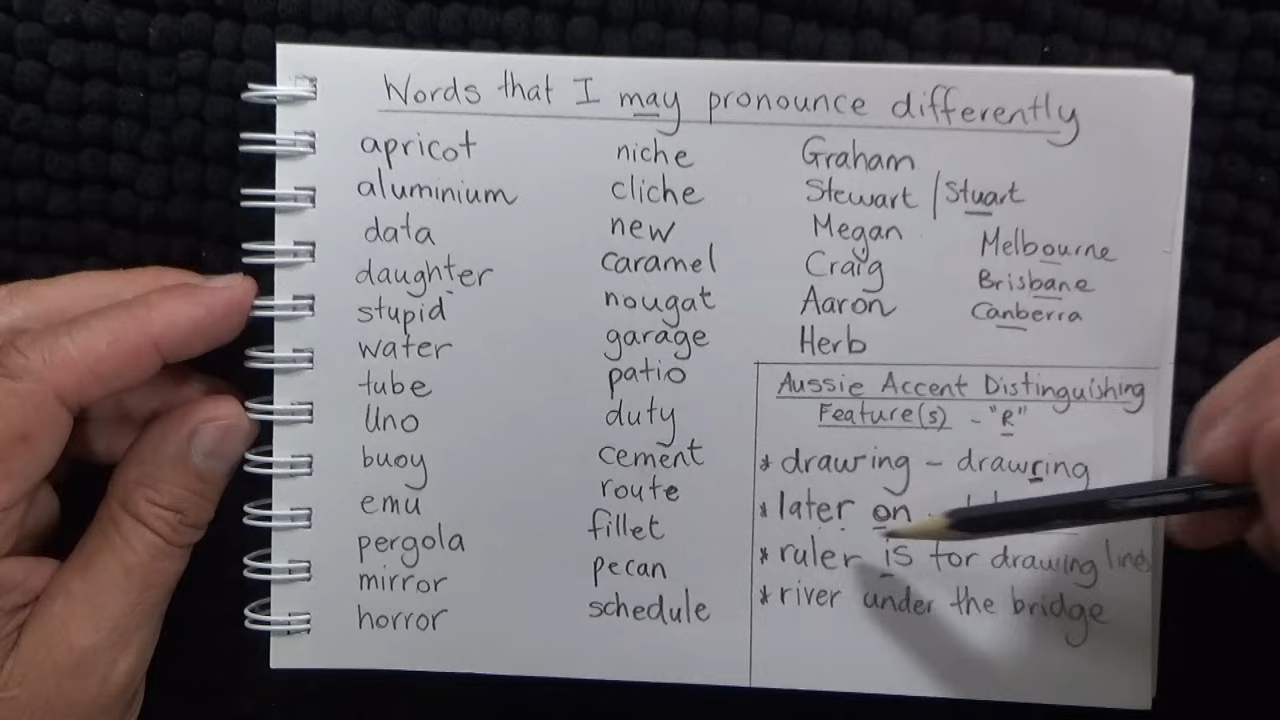 Words that I may pronounce differently
apricot
aluminium
data
daughter
stupid
water
tube
Uno
buoy
emu
pergola
mirror
horror
niche
cliche
new
caramel
nougat
garage
patio
duty
cement
route
fillet
pecan
schedule
Graham
Stewart / Stuart
Megan
Craig
Aaron
Herb
Melbourne
Brisbane
Canberra
Aussie Accent Distinguishing
Feature(s) - "R"
* drawing - drawring
* later on -
* ruler is for drawing lines
* river under the bridge